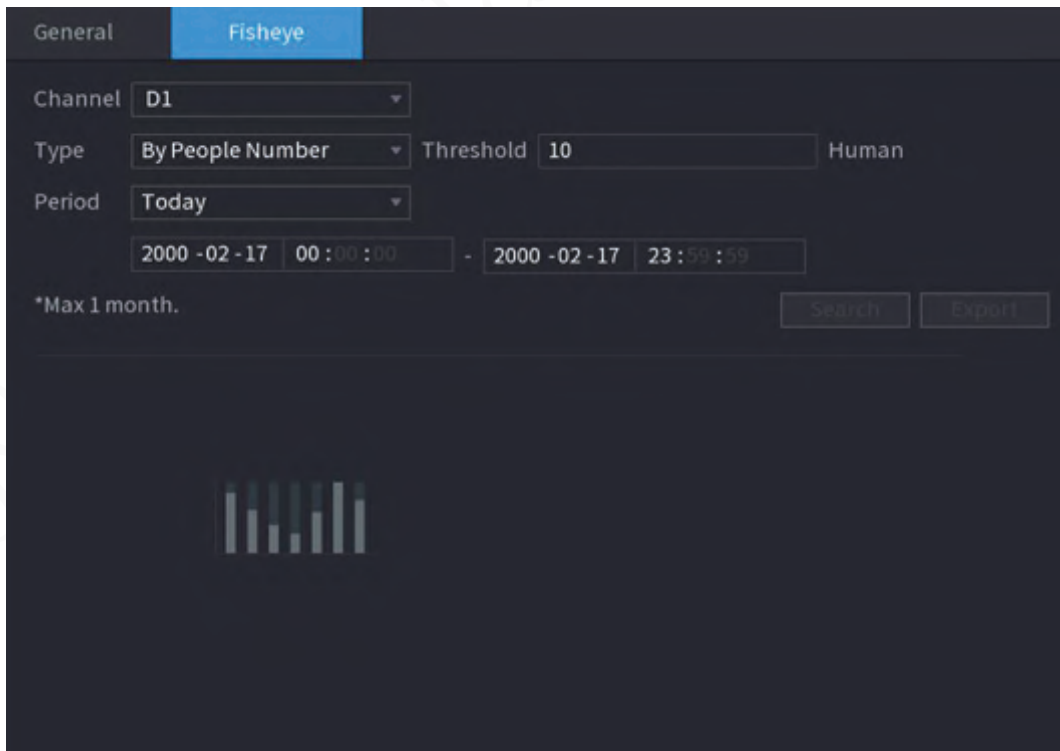 General Fisheye
Channel D1
Type By People Number Threshold 10 Human
Period Today
2000 -02 -17 00 :00 :00 - 2000 -02 -17 23 :59 :59
*Max 1 month.
Search Export